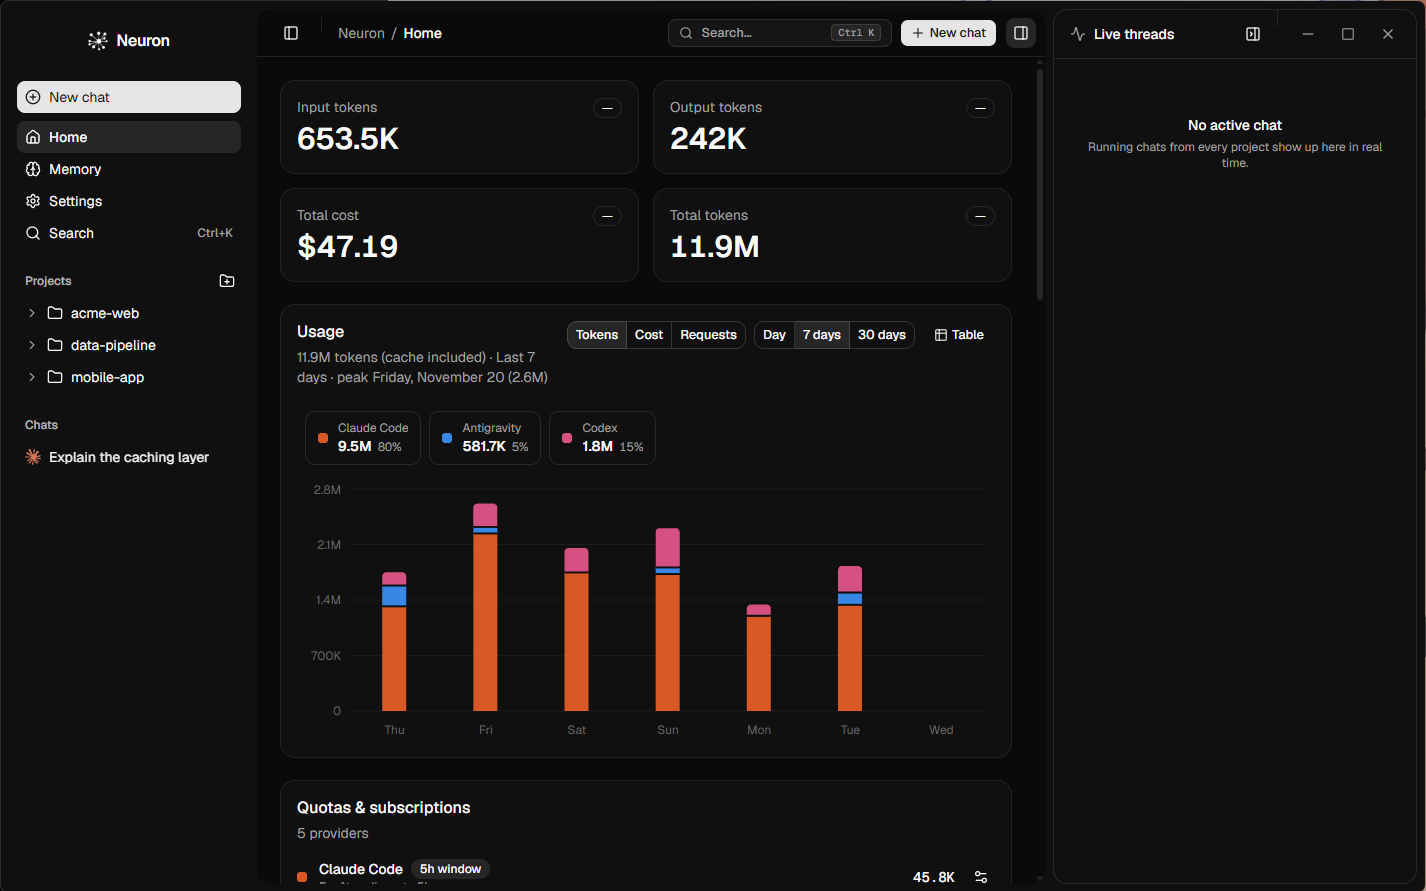 Neuron
New chat
Home
Memory
Settings
Search Ctrl+K
Projects
acme-web
data-pipeline
mobile-app
Chats
Explain the caching layer
Neuron / Home
Search... Ctrl K
+ New chat
Input tokens
653.5K
Output tokens
242K
Total cost
$47.19
Total tokens
11.9M
Usage
11.9M tokens (cache included) · Last 7
days · peak Friday, November 20 (2.6M)
Tokens Cost Requests
Day 7 days 30 days
Table
Claude Code
9.5M 80%
Antigravity
581.7K 5%
Codex
1.8M 15%
2.8M
2.1M
1.4M
700K
0
Thu Fri Sat Sun Mon Tue Wed
Quotas & subscriptions
5 providers
Claude Code 5h window
45.8K
Live threads
No active chat
Running chats from every project show up here in real
time.